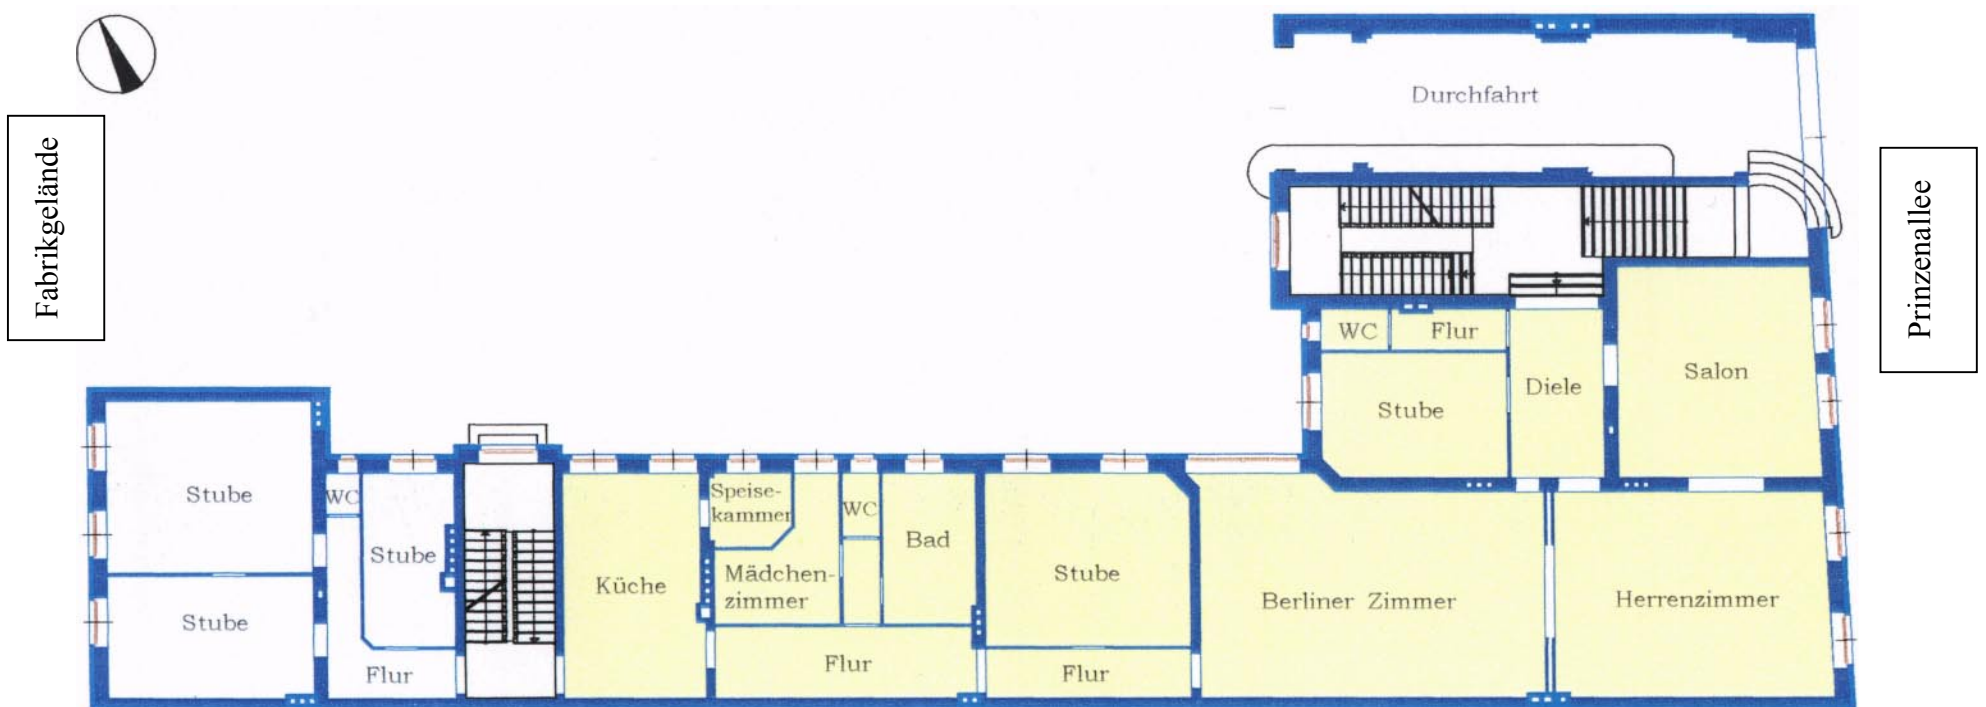 Fabrikgelände
Durchfahrt
Prinzenallee
WC
Flur
Salon
Diele
Stube
Stube
WC
Stube
Speise-
kammer
WC
Bad
Küche
Mädchen-
zimmer
Stube
Berliner Zimmer
Herrenzimmer
Stube
Flur
Flur
Flur